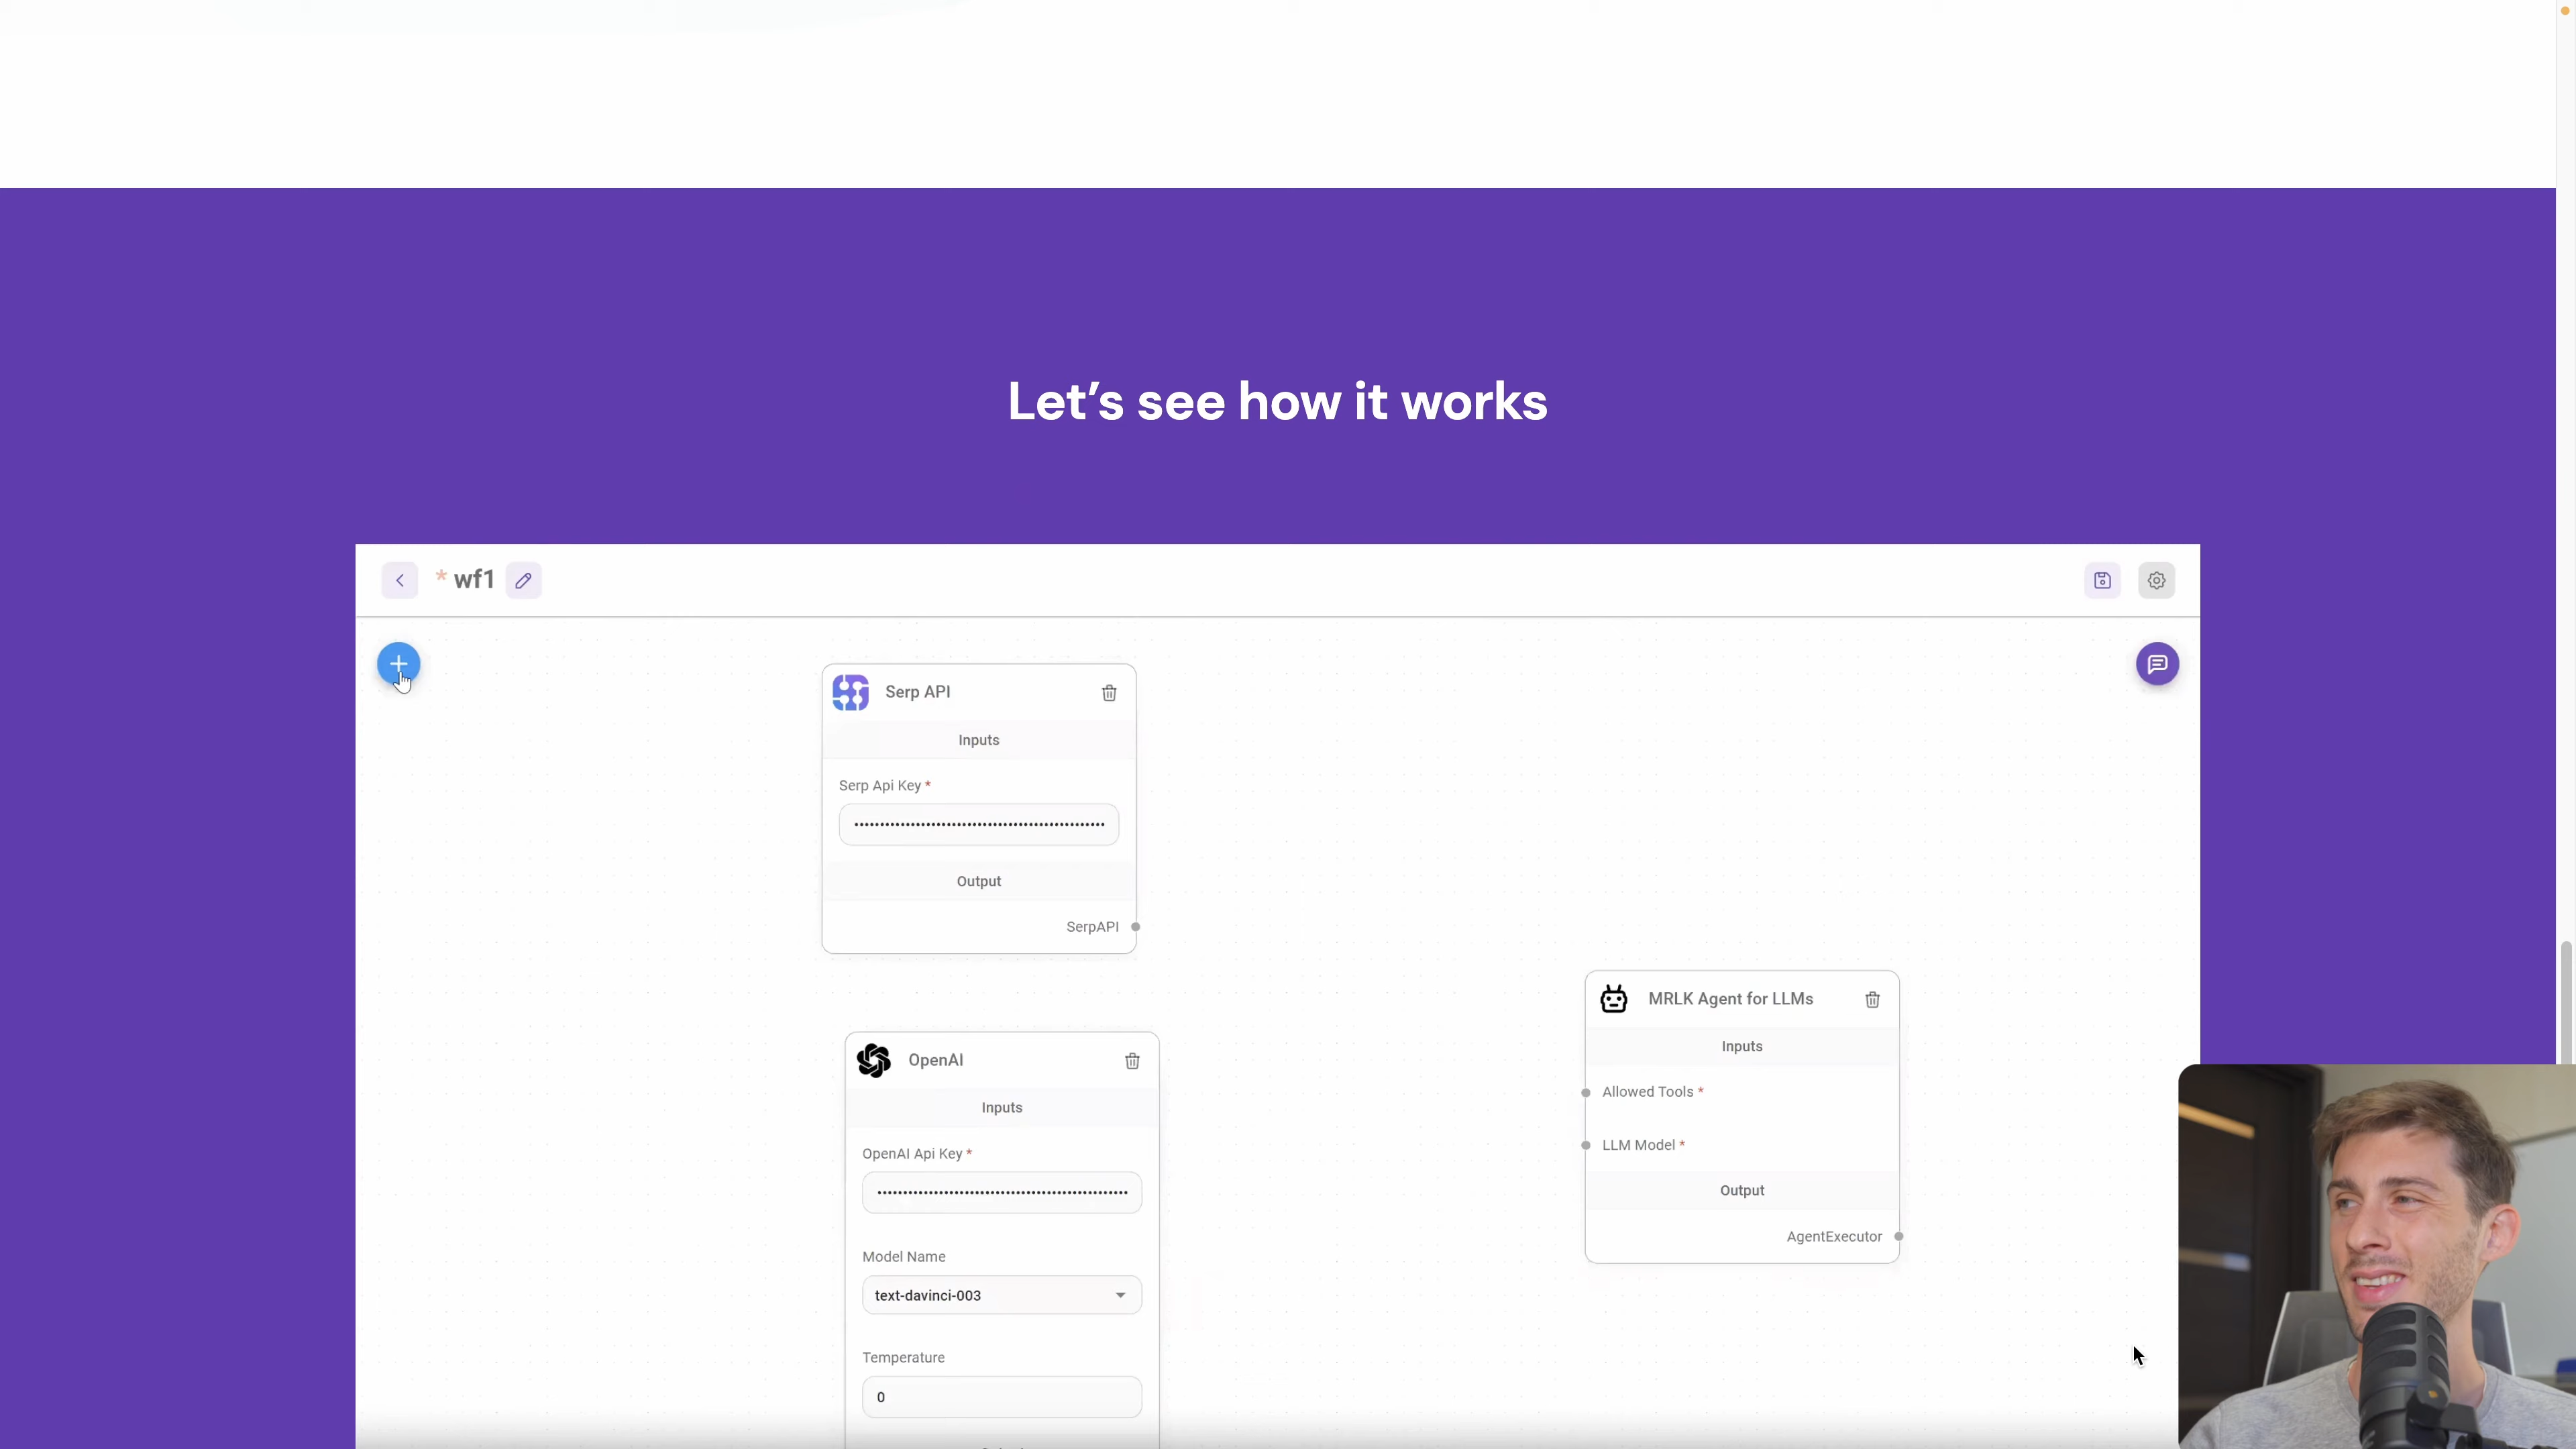 Let’s see how it works
* wf1
Serp API
Inputs
Serp Api Key *
Output
SerpAPI
OpenAI
Inputs
OpenAI Api Key *
Model Name
text-davinci-003
Temperature
0
MRLK Agent for LLMs
Inputs
Allowed Tools *
LLM Model *
Output
AgentExecutor